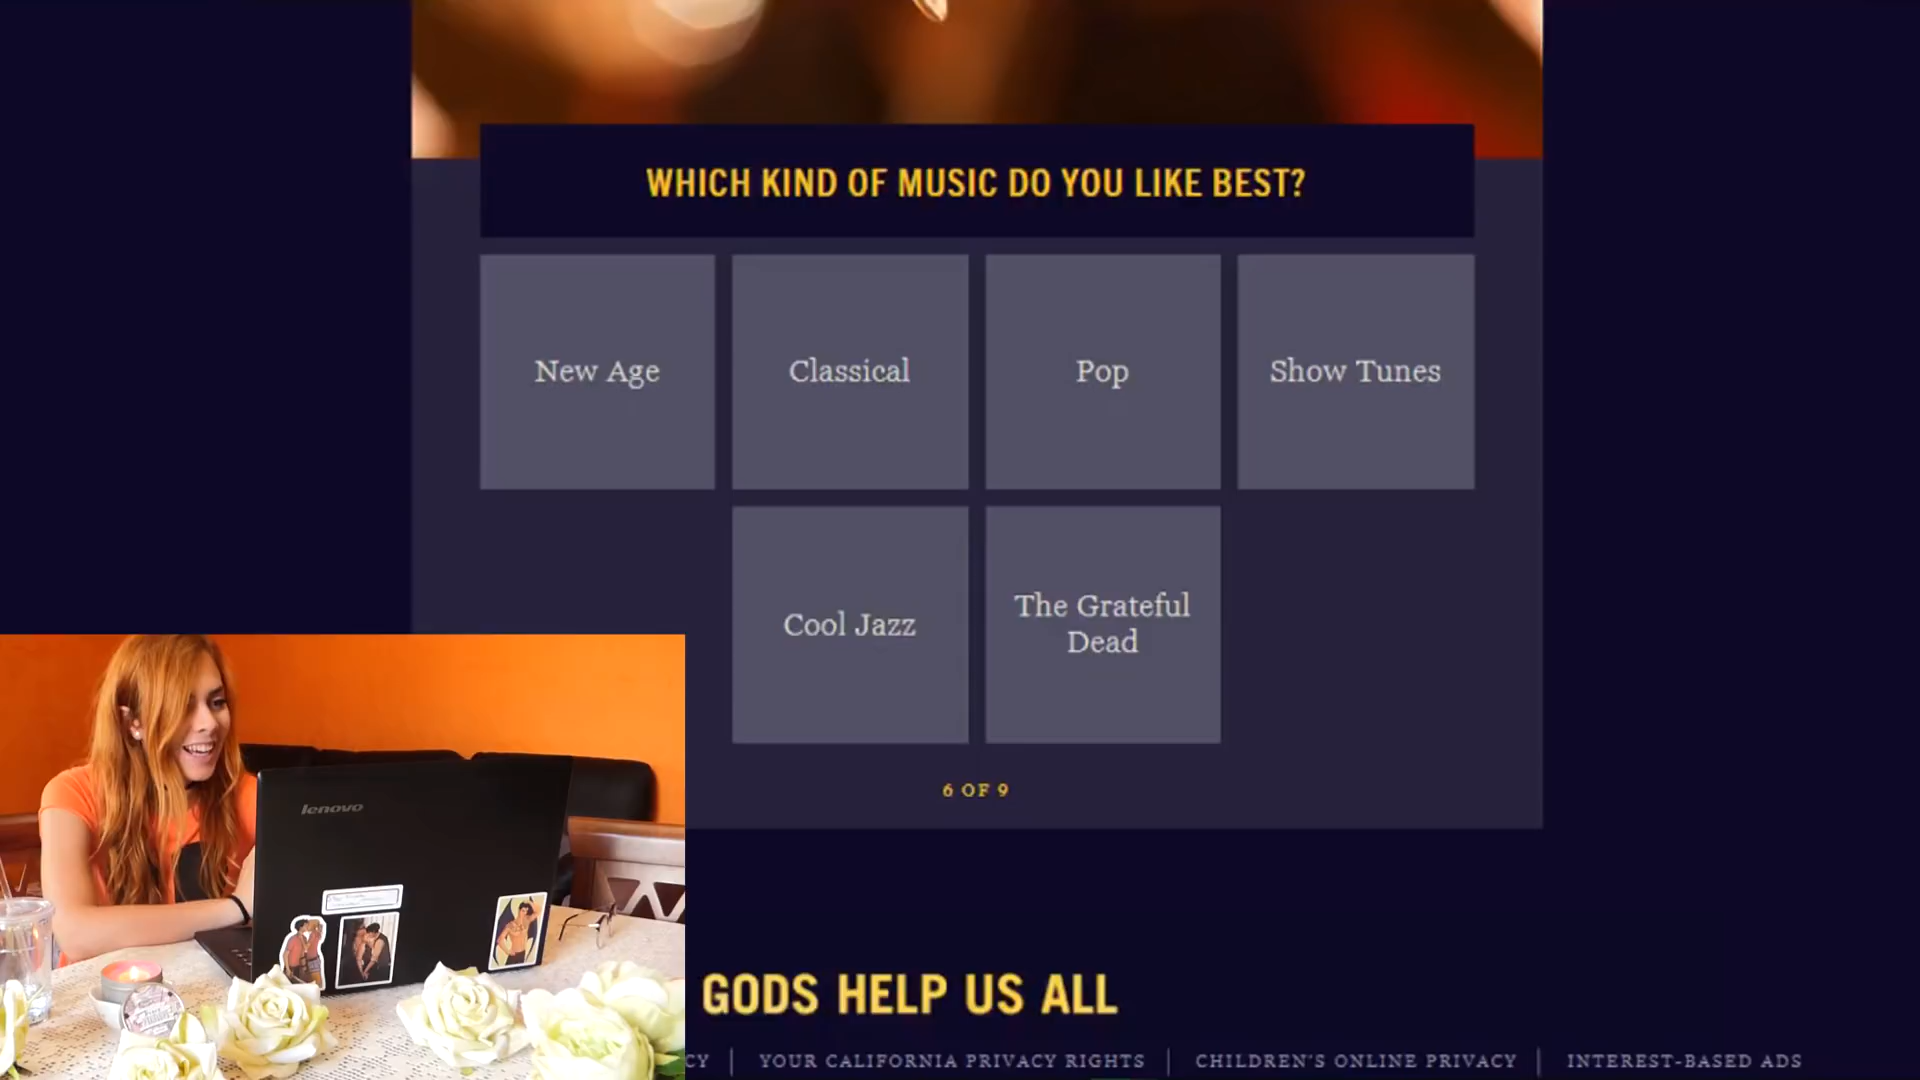 WHICH KIND OF MUSIC DO YOU LIKE BEST?
New Age
Classical
Pop
Show Tunes
Cool Jazz
The Grateful
Dead
6 OF 9
lenovo
GODS HELP US ALL
YOUR CALIFORNIA PRIVACY RIGHTS
CHILDREN'S ONLINE PRIVACY
INTEREST-BASED ADS